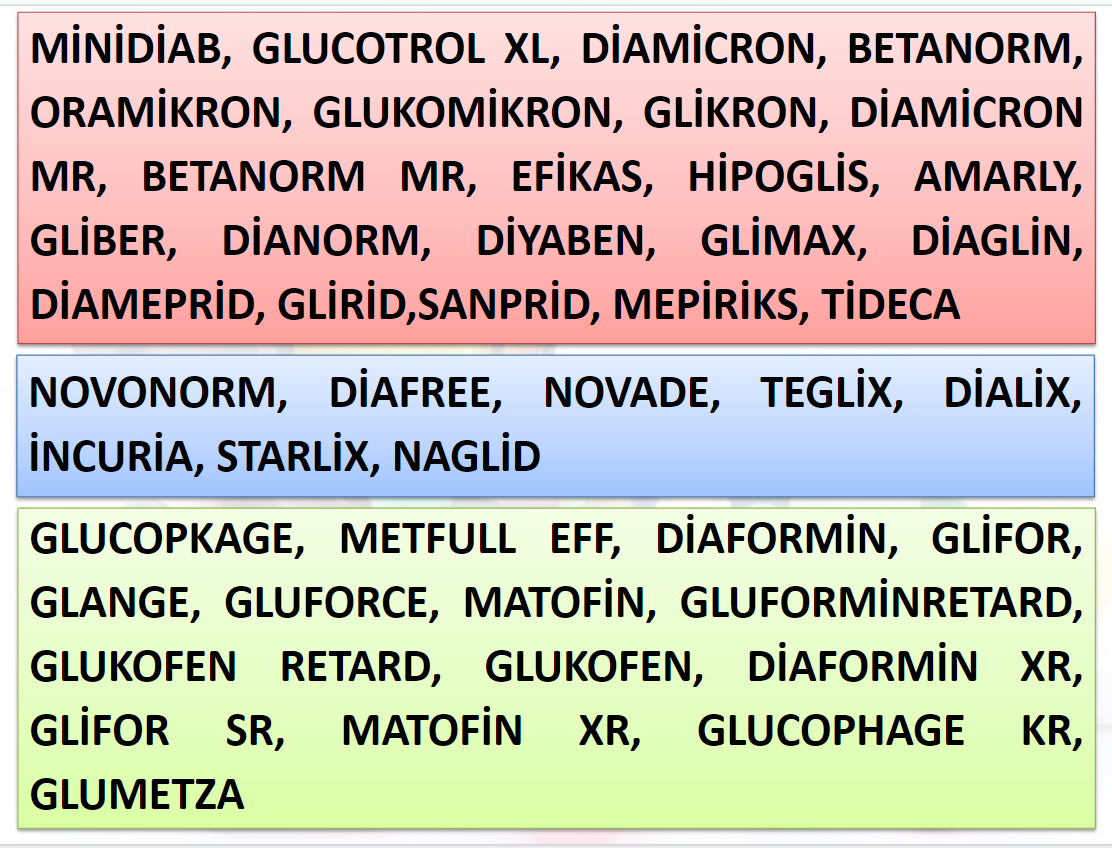 MİNİDİAB, GLUCOTROL XL, DİAMİCRON, BETANORM,
ORAMİKRON, GLUKOMİKRON, GLİKRON, DİAMİCRON
MR, BETANORM MR, EFİKAS, HİPOGLİS, AMARLY,
GLİBER, DİANORM, DİYABEN, GLİMAX, DİAGLİN,
DİAMEPRİD, GLİRİD,SANPRİD, MEPİRİKS, TİDECA
NOVONORM, DİAFREE, NOVADE, TEGLİX, DİALİX,
İNCURİA, STARLİX, NAGLİD
GLUCOPKAGE, METFULL EFF, DİAFORMİN, GLİFOR,
GLANGE, GLUFORCE, MATOFİN, GLUFORMİNRETARD,
GLUKOFEN RETARD, GLUKOFEN, DİAFORMİN XR,
GLİFOR SR, MATOFİN XR, GLUCOPHAGE KR,
GLUMETZA